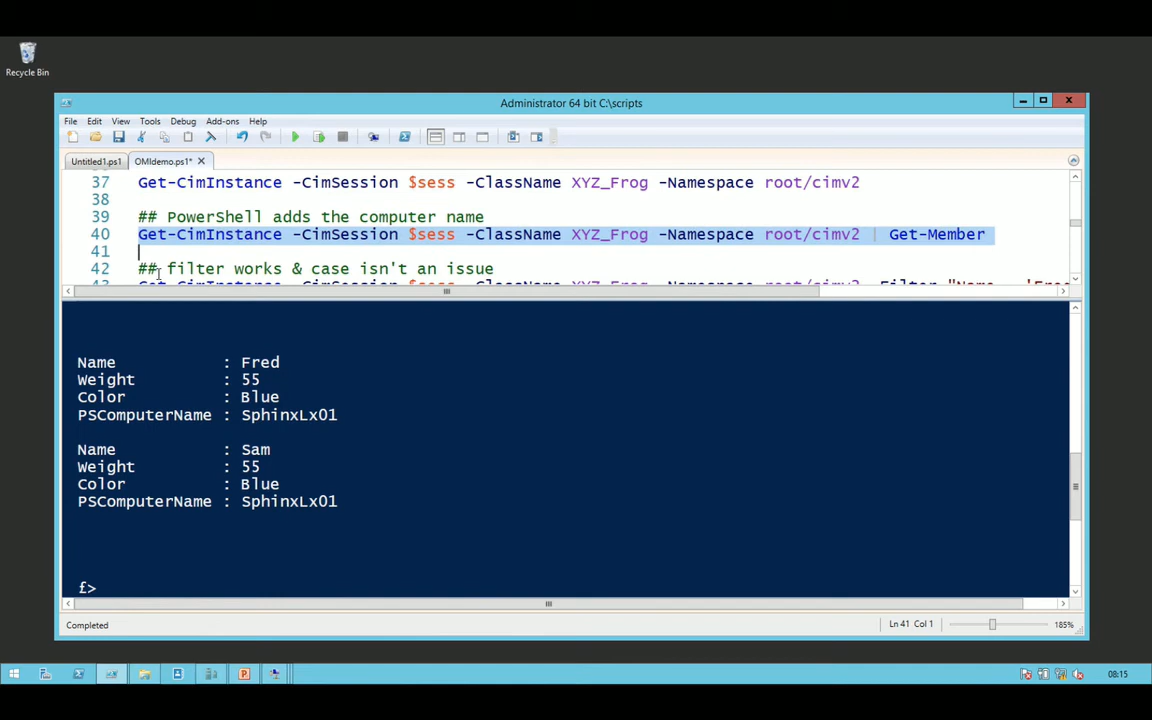 Recycle Bin
Administrator 64 bit C:\scripts
File Edit View Tools Debug Add-ons Help
Untitled1.ps1 OMIdemo.ps1*
37 Get-CimInstance -CimSession $sess -ClassName XYZ_Frog -Namespace root/cimv2
38
39 ## PowerShell adds the computer name
40 Get-CimInstance -CimSession $sess -ClassName XYZ_Frog -Namespace root/cimv2 | Get-Member
41
42 ## filter works & case isn't an issue
Name : Fred
Weight : 55
Color : Blue
PSComputerName : SphinxLx01
Name : Sam
Weight : 55
Color : Blue
PSComputerName : SphinxLx01
£>
Completed Ln 41 Col 1 185%
08:15